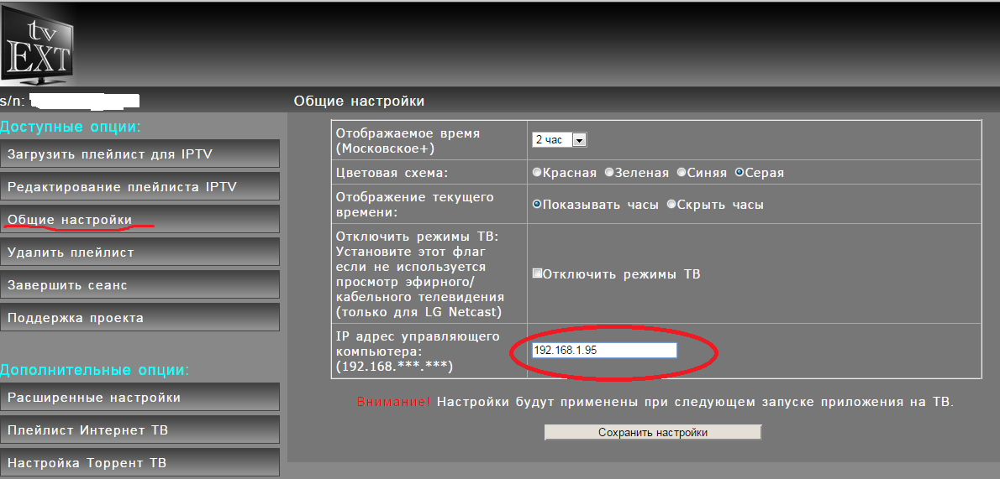 tv
EXT
s/n:
Общие настройки
Доступные опции:
Загрузить плейлист для IPTV
Редактирование плейлиста IPTV
Общие настройки
Удалить плейлист
Завершить сеанс
Поддержка проекта
Дополнительные опции:
Расширенные настройки
Плейлист Интернет ТВ
Настройка Торрент ТВ
Отображаемое время
(Московское+)
2 час
Цветовая схема:
Красная Зеленая Синяя Серая
Отображение текущего
времени:
Показывать часы Скрыть часы
Отключить режимы ТВ:
Установите этот флаг
если не используется
просмотр эфирного/
кабельного телевидения
(только для LG Netcast)
Отключить режимы ТВ
IP адрес управляющего
компьютера:
(192.168.***.***)
192.168.1.95
Внимание! Настройки будут применены при следующем запуске приложения на ТВ.
Сохранить настройки